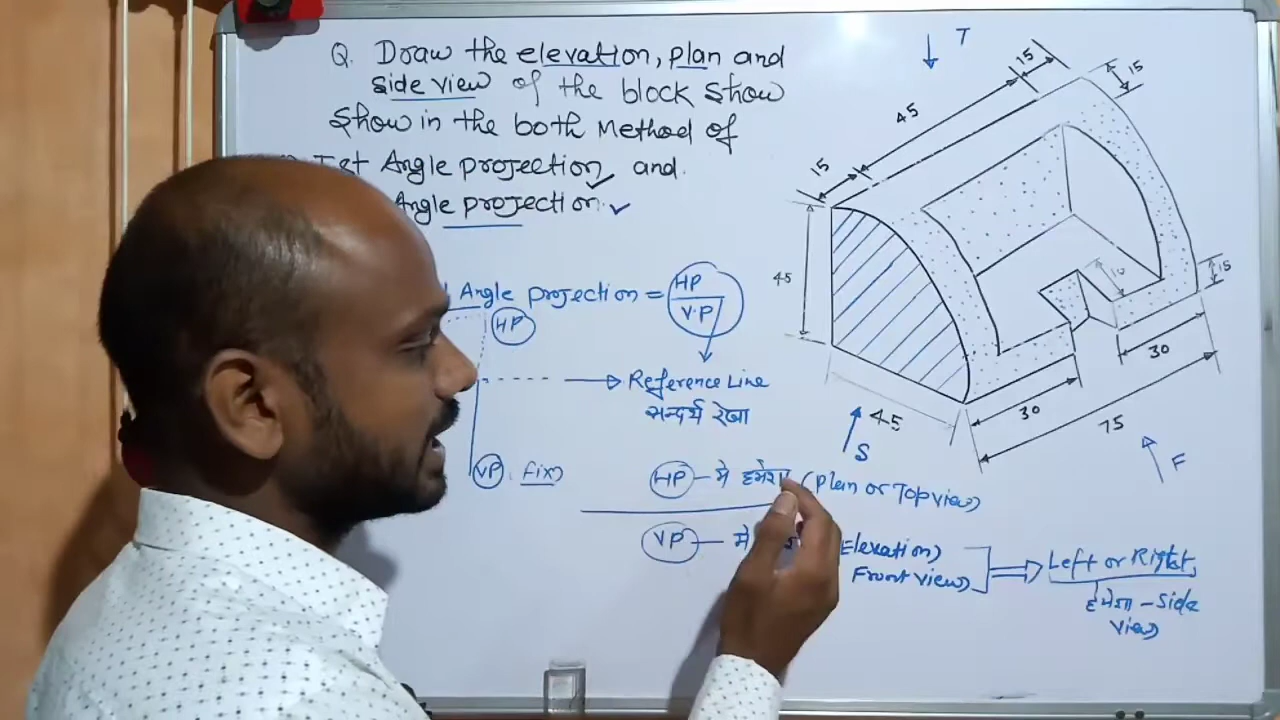 Q. Draw the elevation, plan and
side view of the block show
show in the both Method of
Ist Angle projection and.
Angle projection.
Angle projection = HP
V.P
HP
Reference Line
सन्दर्भ रेखा
VP fix)
HP - मे हमेशा (plan or Top view)
VP - मे
Elevation)
Front view)
Left or Right
हमेशा - Side
view)
T
15
15
45
15
45
10
15
30
30
75
45
S
F